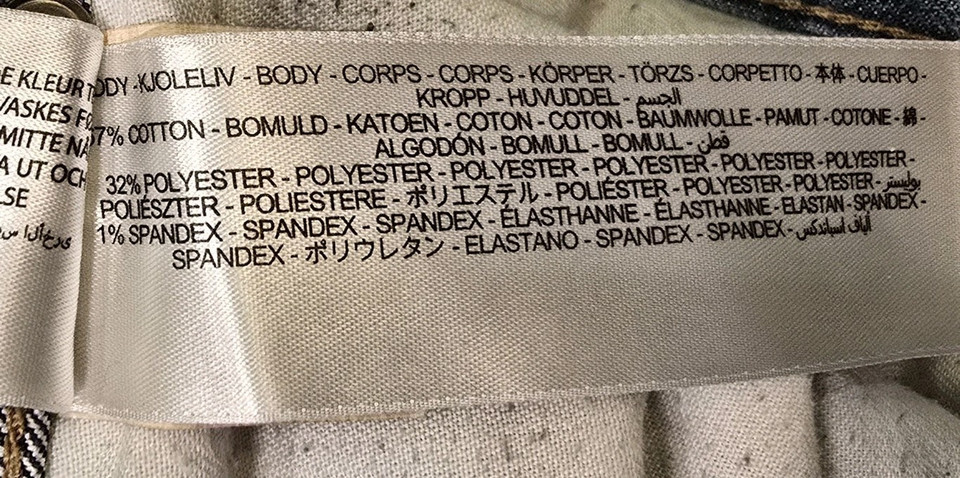 E KLEUR
VASKES F
MITTE NA
A UT OCH
LSE
ODY -KJOLELIV - BODY - CORPS - CORPS - KÖRPER - TÖRZS - CORPETTO - 本体 - CUERPO -
KROPP - HUVUDDEL - الجسم
7% COTTON - BOMULD - KATOEN - COTON - COTON - BAUMWOLLE - PAMUT - COTONE - 綿 -
ALGODÓN - BOMULL - BOMULL - قطن
32% POLYESTER - POLYESTER - POLYESTER - POLYESTER - POLYESTER - POLYESTER -
POLIÉSZTER - POLIESTERE - ポリエステル - POLIÉSTER - POLYESTER - POLYESTER - بوليستر
1% SPANDEX - SPANDEX - SPANDEX - ÉLASTHANNE - ÉLASTHANNE - ELASTAN - SPANDEX -
SPANDEX - ポリウレタン - ELASTANO - SPANDEX - SPANDEX - ألياف اسباندكس